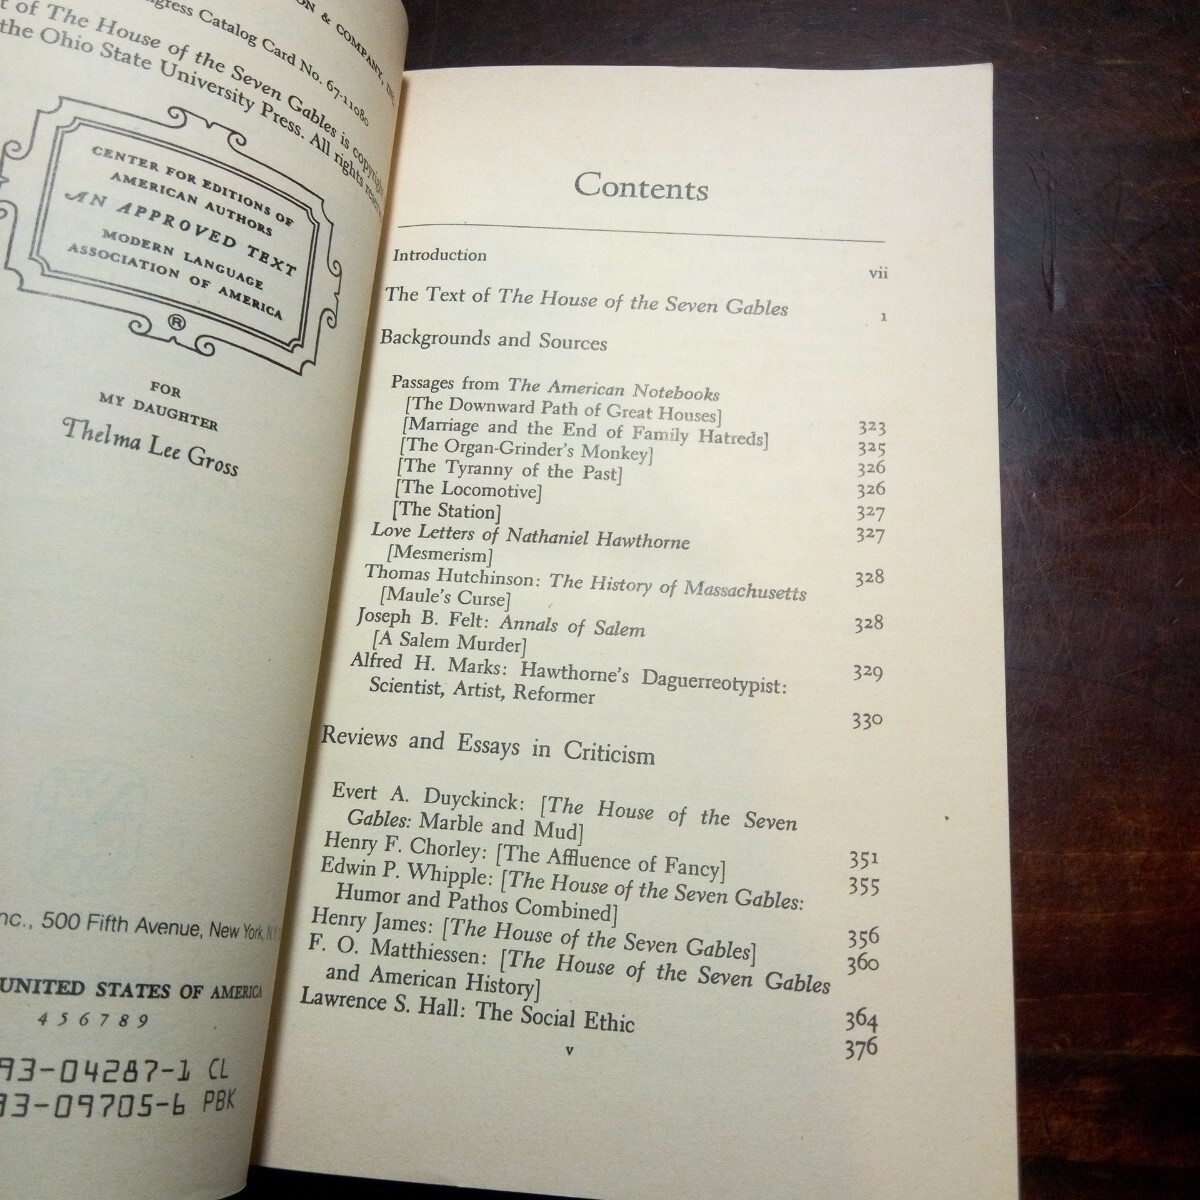 ON & COMPANY, INC.
gress Catalog Card No. 67-11080
t of The House of the Seven Gables is
the Ohio State University Press. All rights
CENTER FOR EDITIONS OF
AMERICAN AUTHORS
AN APPROVED TEXT
MODERN LANGUAGE
ASSOCIATION OF AMERICA
®
FOR
MY DAUGHTER
Thelma Lee Gross
nc., 500 Fifth Avenue, New York, N.Y.
UNITED STATES OF AMERICA
4 5 6 7 8 9
93-04287-1 CL
93-09705-6 PBK
Contents
Introduction vii
The Text of The House of the Seven Gables 1
Backgrounds and Sources
Passages from The American Notebooks
[The Downward Path of Great Houses] 323
[Marriage and the End of Family Hatreds] 325
[The Organ-Grinder's Monkey] 326
[The Tyranny of the Past] 326
[The Locomotive] 327
[The Station] 327
Love Letters of Nathaniel Hawthorne
[Mesmerism] 328
Thomas Hutchinson: The History of Massachusetts
[Maule's Curse] 328
Joseph B. Felt: Annals of Salem
[A Salem Murder] 329
Alfred H. Marks: Hawthorne's Daguerreotypist:
Scientist, Artist, Reformer 330
Reviews and Essays in Criticism
Evert A. Duyckinck: [The House of the Seven
Gables: Marble and Mud] 351
Henry F. Chorley: [The Affluence of Fancy] 355
Edwin P. Whipple: [The House of the Seven Gables:
Humor and Pathos Combined] 356
Henry James: [The House of the Seven Gables] 360
F. O. Matthiessen: [The House of the Seven Gables
and American History] 364
Lawrence S. Hall: The Social Ethic 376
v